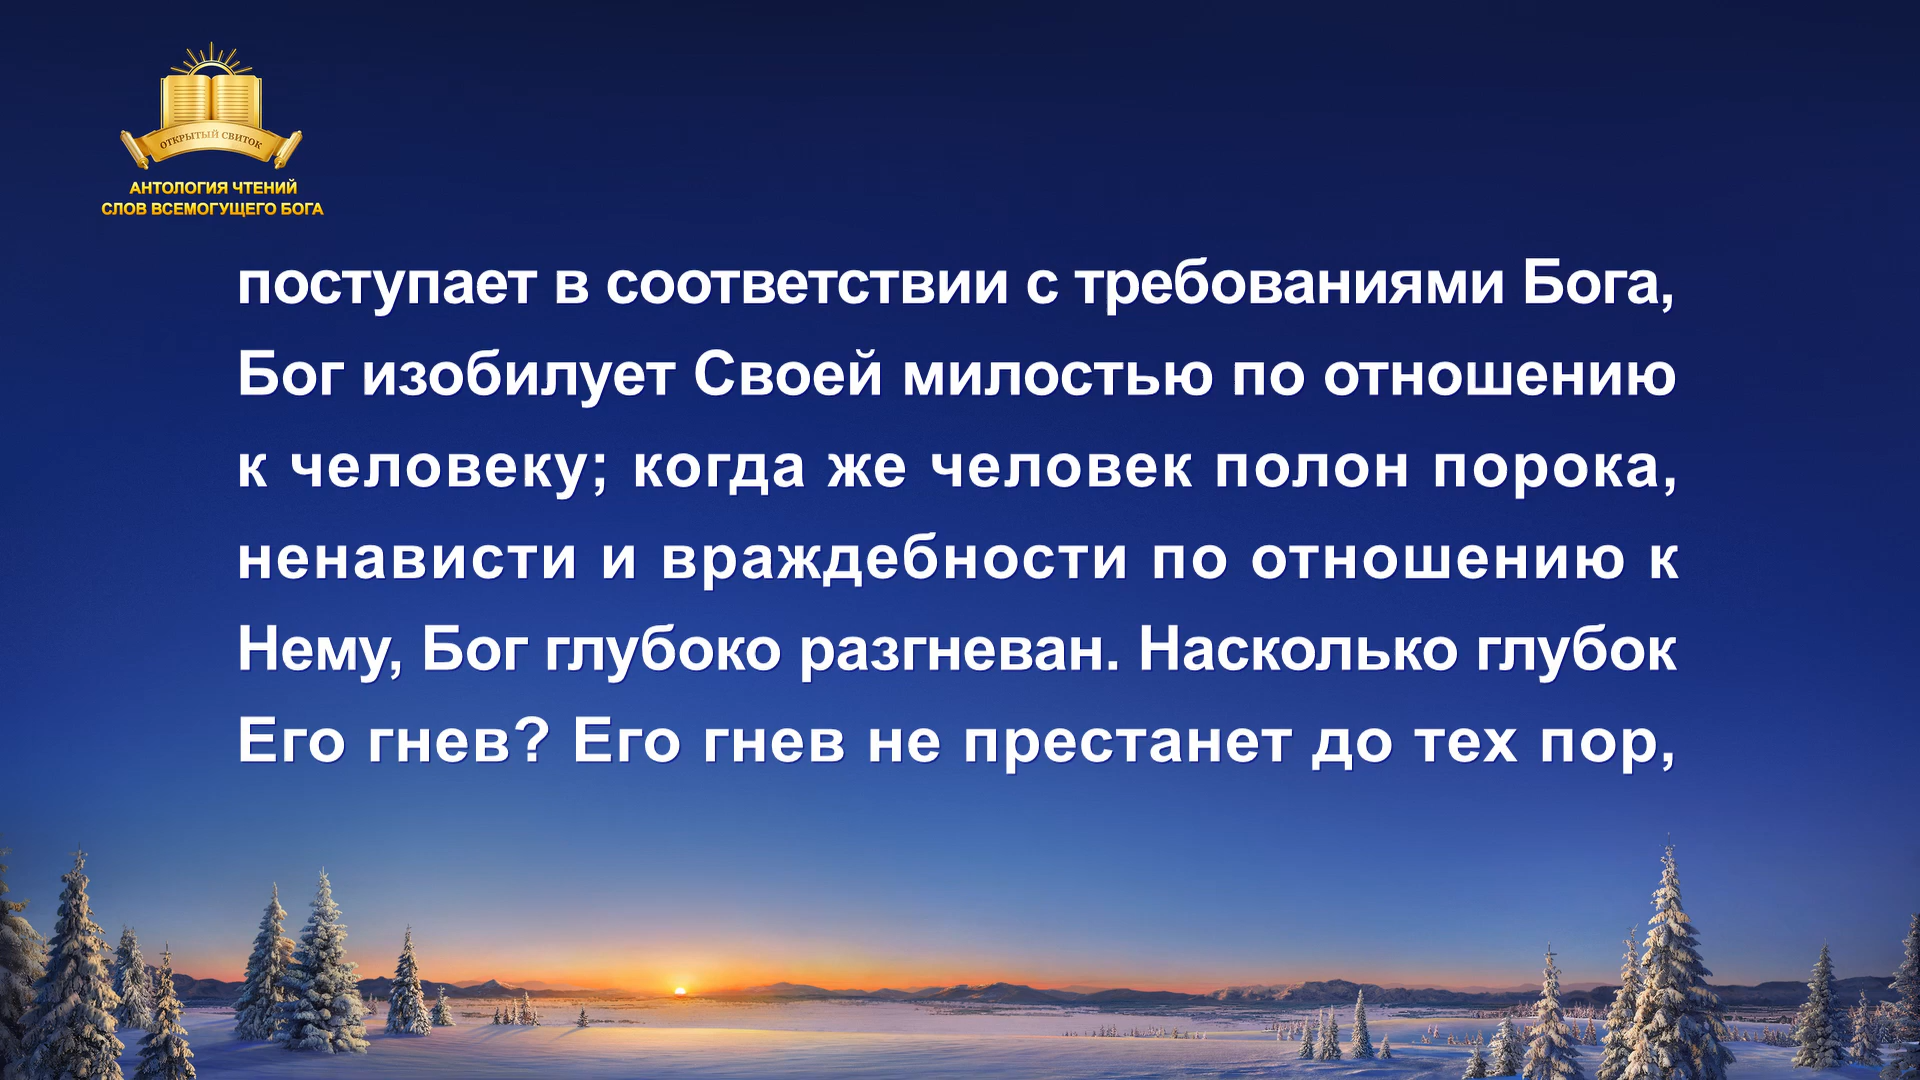 ОТКРЫТЫЙ СВИТОК
АНТОЛОГИЯ ЧТЕНИЙ
СЛОВ ВСЕМОГУЩЕГО БОГА
поступает в соответствии с требованиями Бога,
Бог изобилует Своей милостью по отношению
к человеку; когда же человек полон порока,
ненависти и враждебности по отношению к
Нему, Бог глубоко разгневан. Насколько глубок
Его гнев? Его гнев не престанет до тех пор,